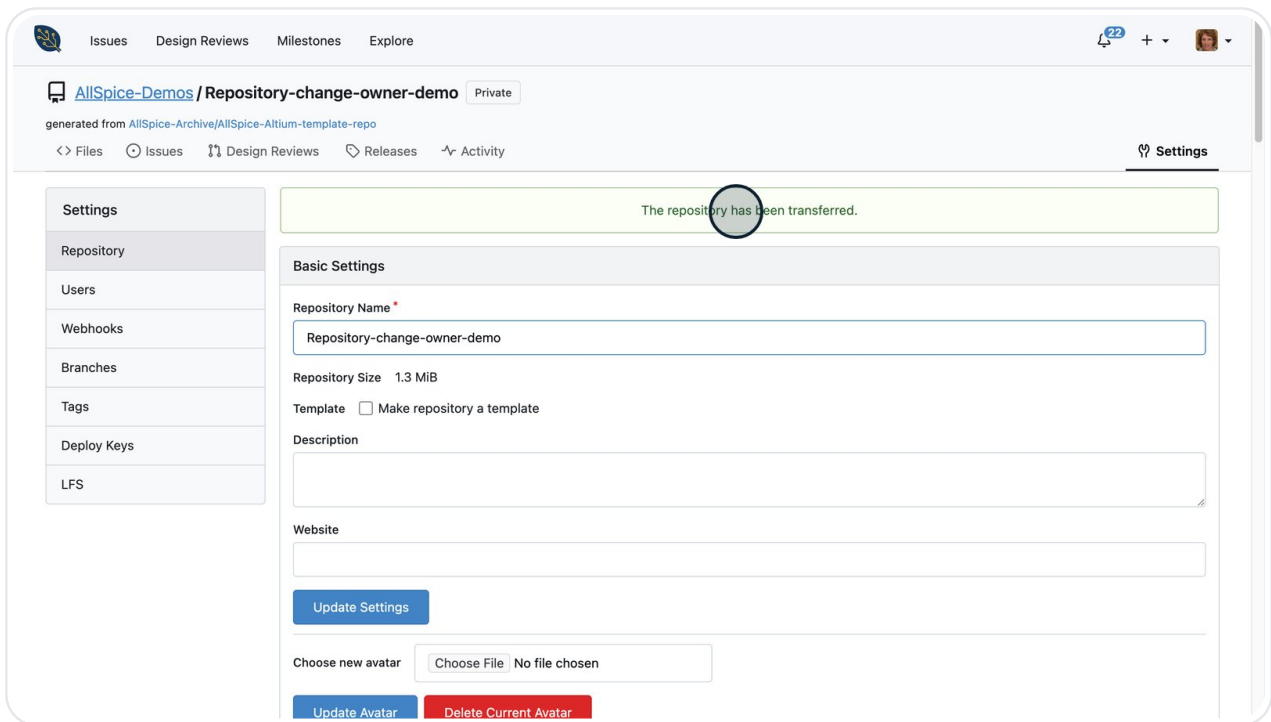 Issues Design Reviews Milestones Explore 22
AllSpice-Demos / Repository-change-owner-demo Private
generated from AllSpice-Archive/AllSpice-Altium-template-repo
<> Files Issues Design Reviews Releases Activity Settings
Settings
Repository
Users
Webhooks
Branches
Tags
Deploy Keys
LFS
The repository has been transferred.
Basic Settings
Repository Name *
Repository-change-owner-demo
Repository Size 1.3 MiB
Template Make repository a template
Description
Website
Update Settings
Choose new avatar Choose File No file chosen
Update Avatar Delete Current Avatar